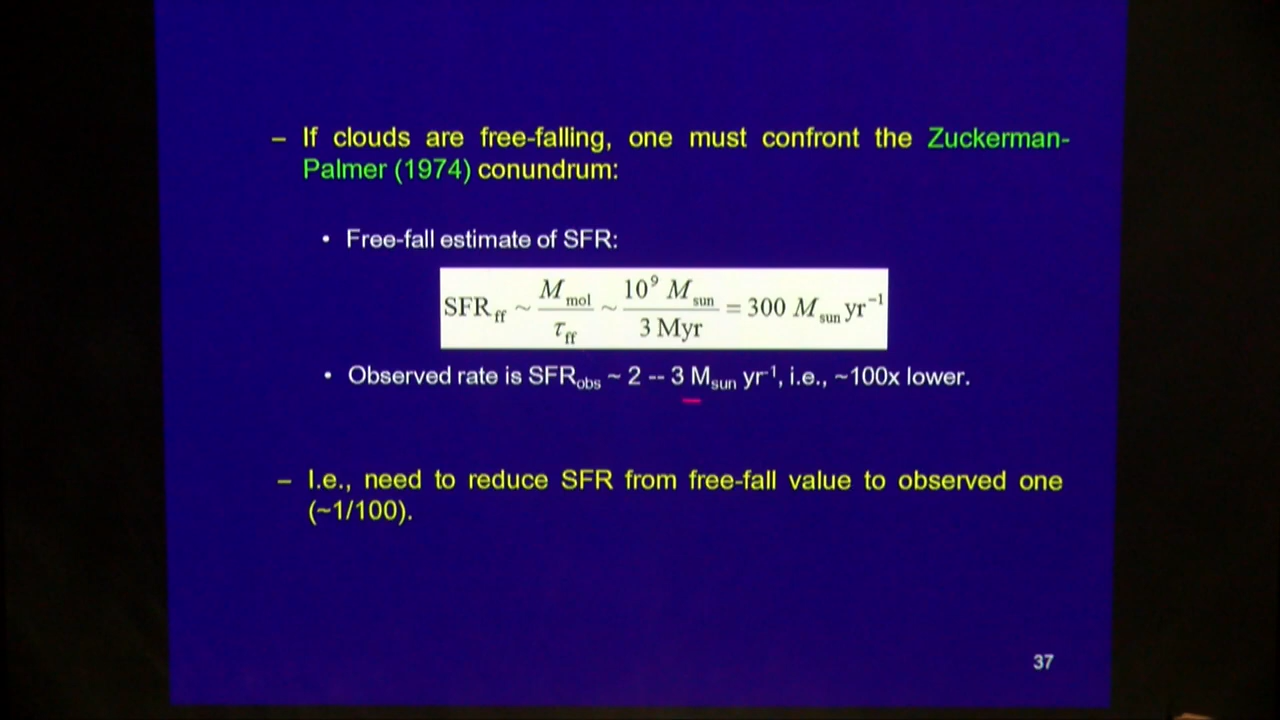 – If clouds are free-falling, one must confront the Zuckerman-
Palmer (1974) conundrum:
• Free-fall estimate of SFR:
SFR_ff ~ M_mol / τ_ff ~ 10⁹ M_sun / 3 Myr = 300 M_sun yr⁻¹
• Observed rate is SFR_obs ~ 2 -- 3 M_sun yr⁻¹, i.e., ~100x lower.
– I.e., need to reduce SFR from free-fall value to observed one
(~1/100).
37